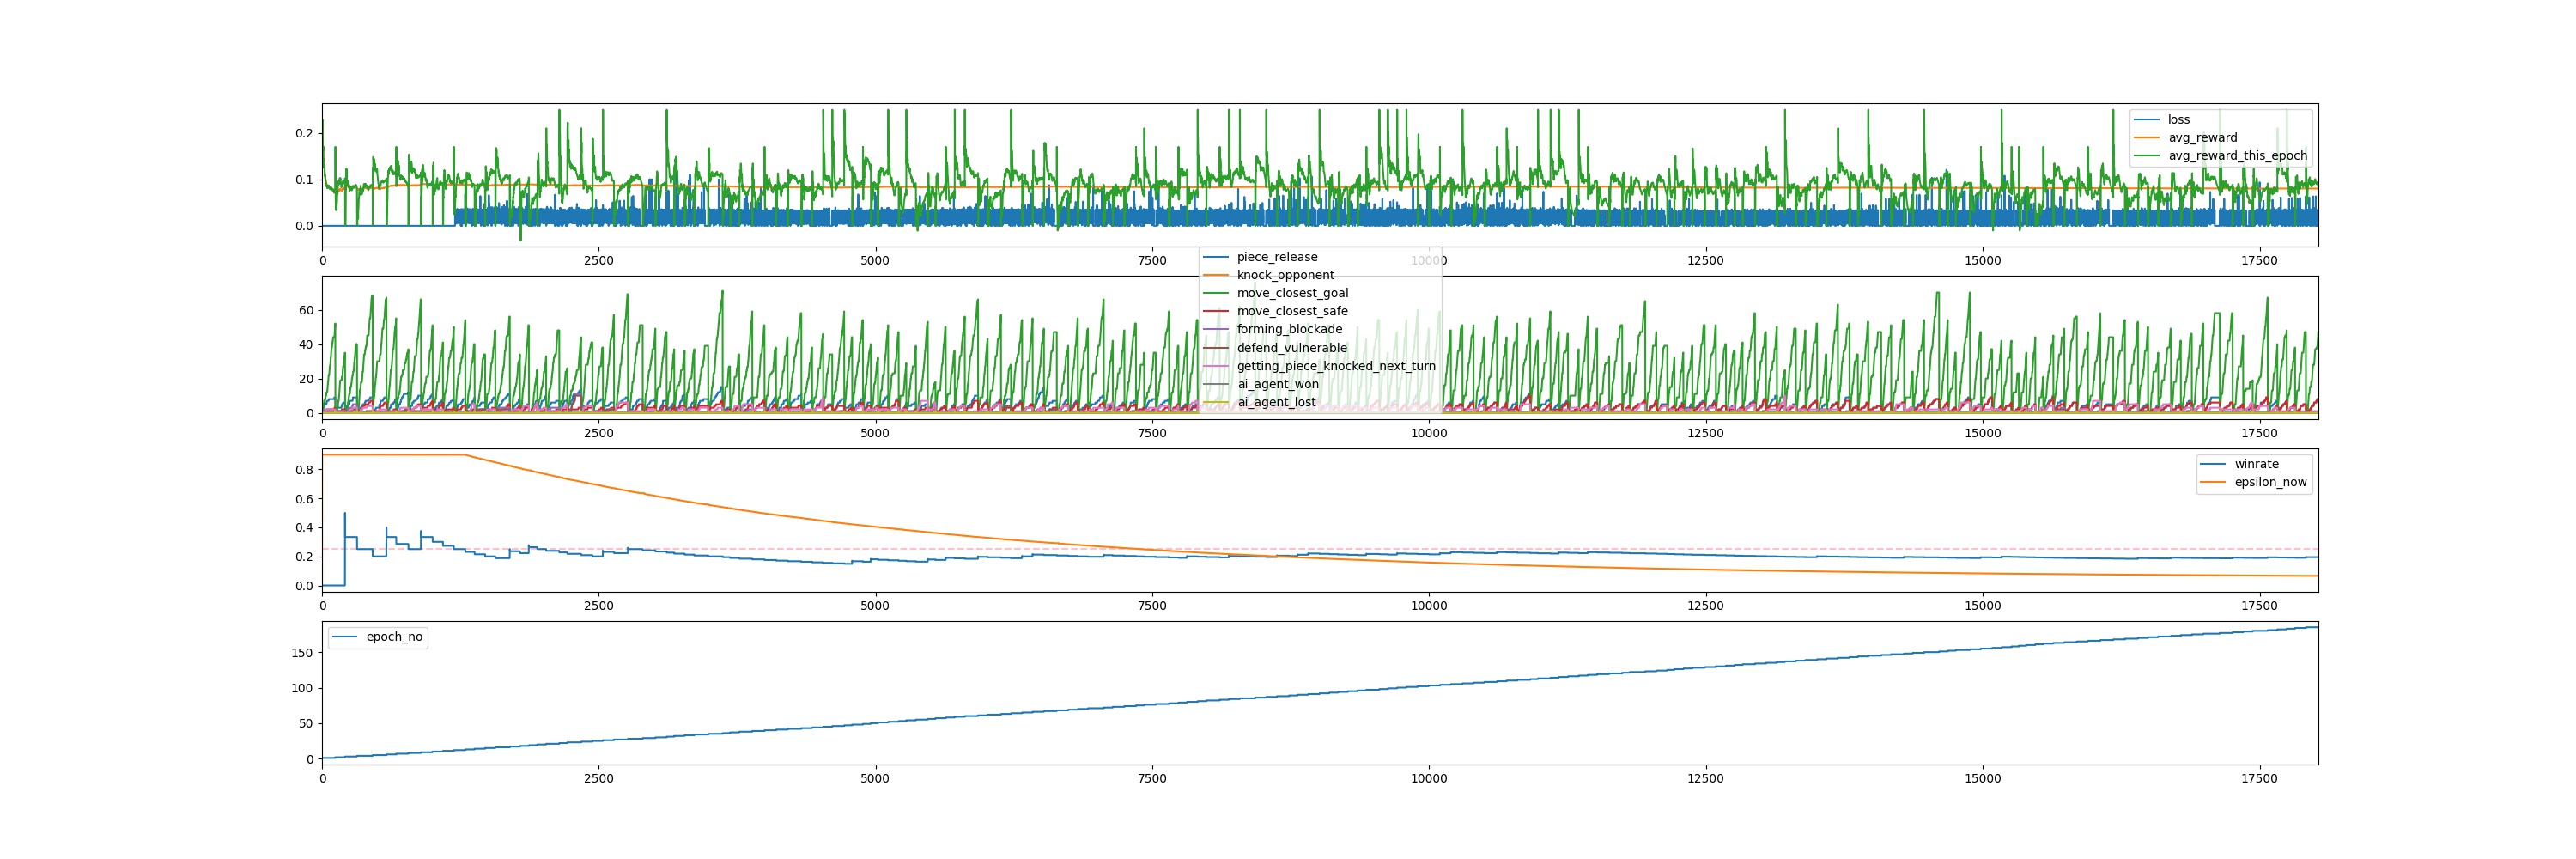 0.2
0.1
0.0
loss
avg_reward
avg_reward_this_epoch
0 2500 5000 7500 10000 12500 15000 17500
60
40
20
0
piece_release
knock_opponent
move_closest_goal
move_closest_safe
forming_blockade
defend_vulnerable
getting_piece_knocked_next_turn
ai_agent_won
ai_agent_lost
0 2500 5000 7500 10000 12500 15000 17500
0.8
0.6
0.4
0.2
0.0
winrate
epsilon_now
0 2500 5000 7500 10000 12500 15000 17500
epoch_no
150
100
50
0
0 2500 5000 7500 10000 12500 15000 17500